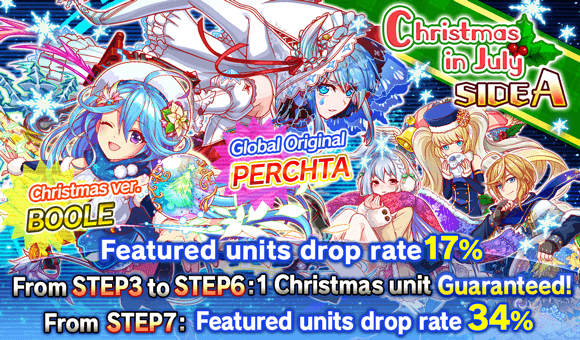 Christmas
in July
SIDE A
Global Original
PERCHTA
Christmas ver.
BOOLE
Featured units drop rate 17%
From STEP3 to STEP6:1 Christmas unit Guaranteed!
From STEP7: Featured units drop rate 34%